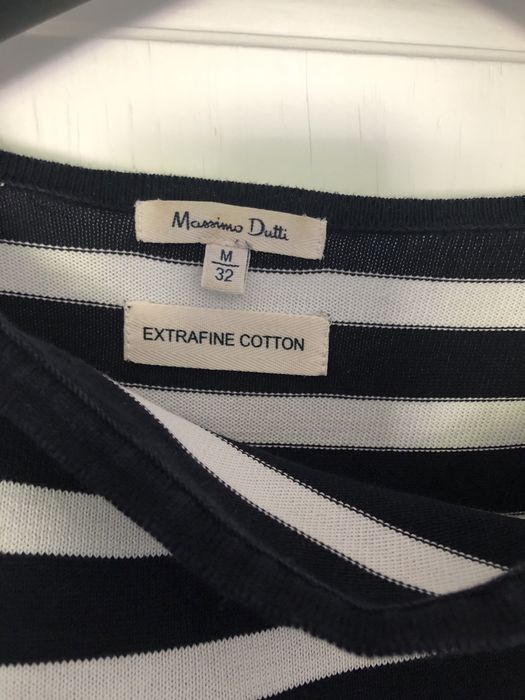 Massimo Dutti
M
32
EXTRAFINE COTTON